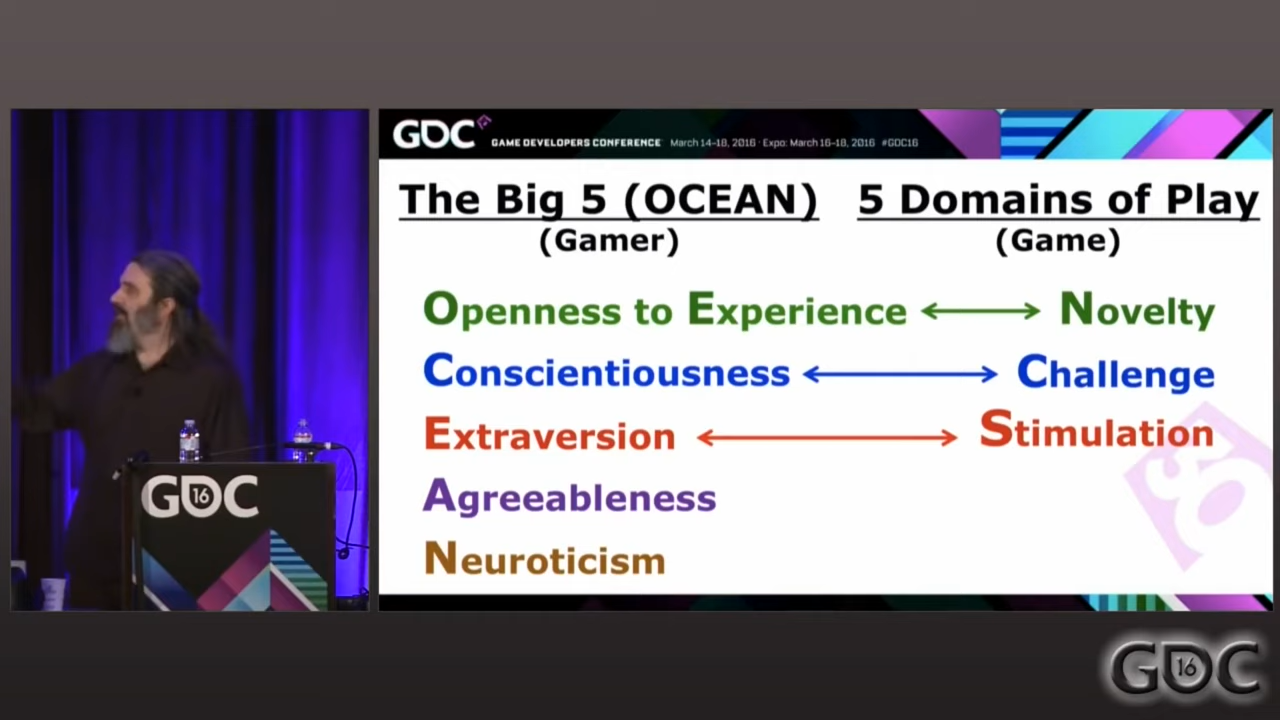 GDC
16
GDC GAME DEVELOPERS CONFERENCE March 14-18, 2016 · Expo: March 16-18, 2016 #GDC16
The Big 5 (OCEAN) 5 Domains of Play
(Gamer) (Game)
Openness to Experience Novelty
Conscientiousness Challenge
Extraversion Stimulation
Agreeableness
Neuroticism
GDC
16